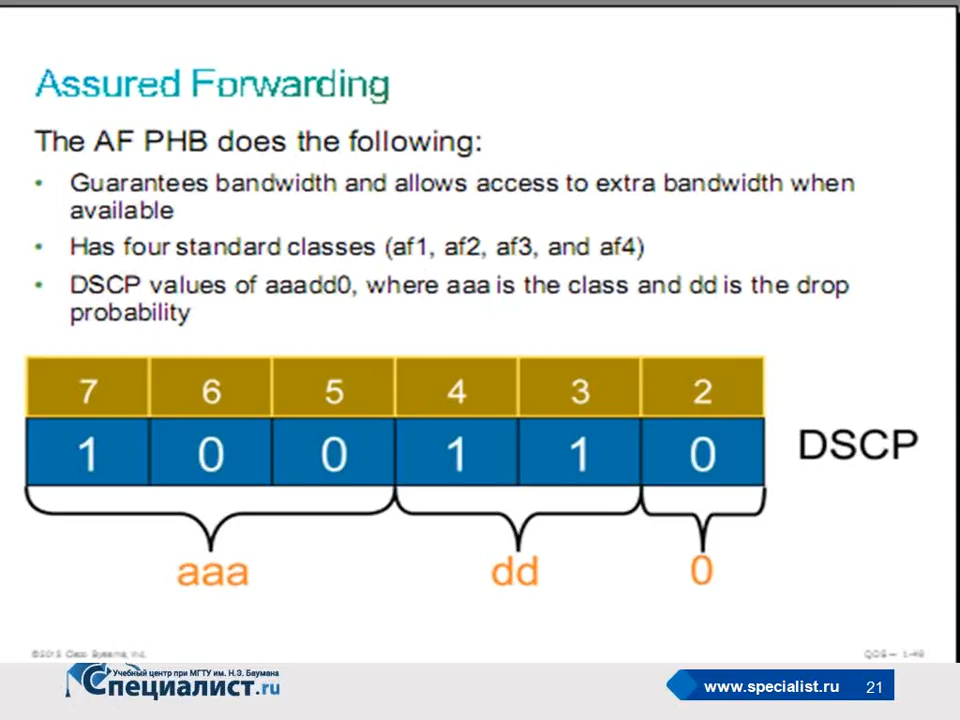 Assured Forwarding
The AF PHB does the following:
• Guarantees bandwidth and allows access to extra bandwidth when
available
• Has four standard classes (af1, af2, af3, and af4)
• DSCP values of aaadd0, where aaa is the class and dd is the drop
probability
7 6 5 4 3 2
1 0 0 1 1 0 DSCP
aaa dd 0
Cisco Systems, Inc.
Учебный центр при МГТУ им. Н.Э. Баумана
Специалист.ru
www.specialist.ru 21